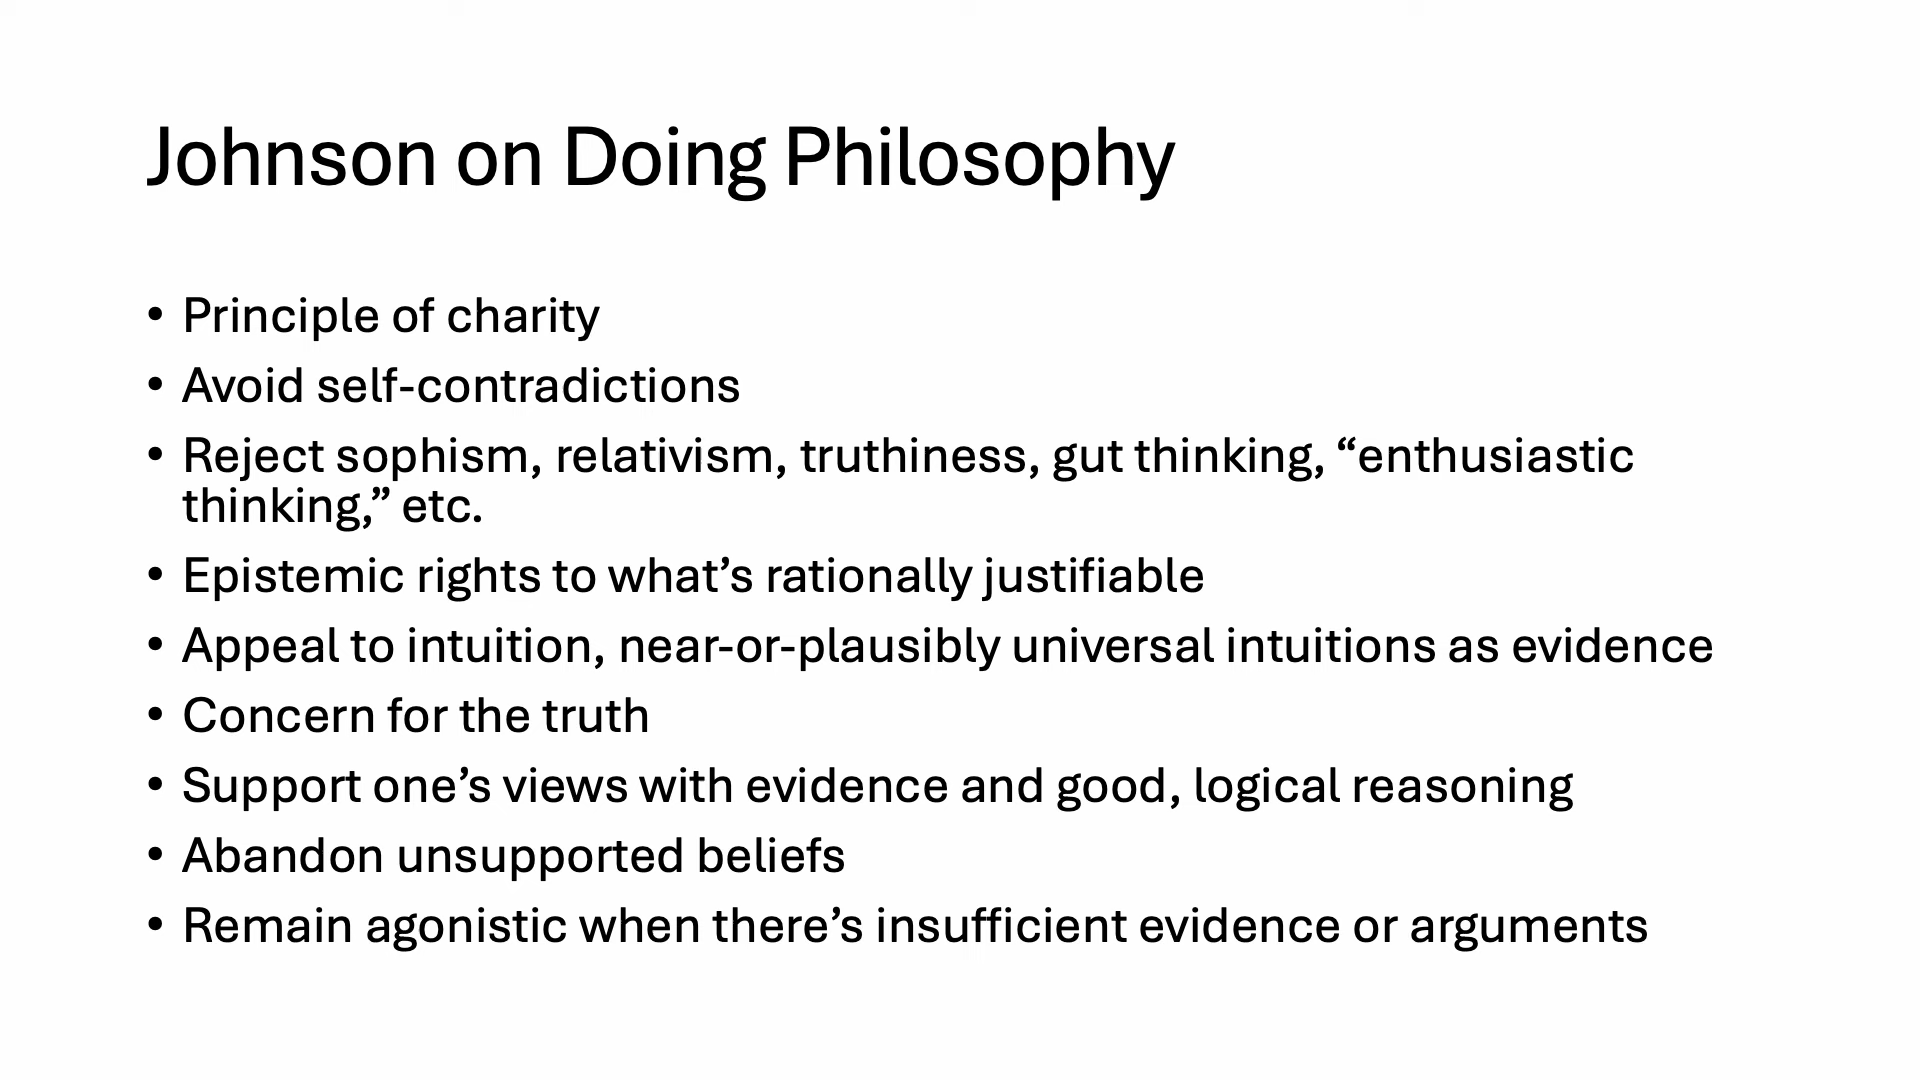 Johnson on Doing Philosophy
• Principle of charity
• Avoid self-contradictions
• Reject sophism, relativism, truthiness, gut thinking, “enthusiastic
thinking,” etc.
• Epistemic rights to what’s rationally justifiable
• Appeal to intuition, near-or-plausibly universal intuitions as evidence
• Concern for the truth
• Support one’s views with evidence and good, logical reasoning
• Abandon unsupported beliefs
• Remain agonistic when there’s insufficient evidence or arguments